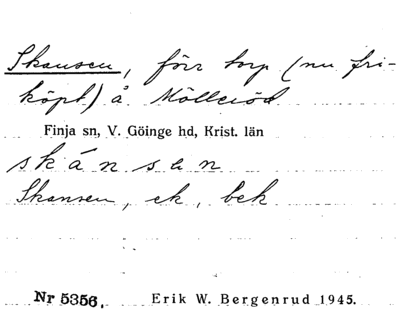 Skansen, förr torp (nu fri-
köpt) å Mölleröd
Finja sn, V. Göinge hd, Krist. län
skánsen
Skansen, ek, bek
Nr 5356. Erik W. Bergenrud 1945.